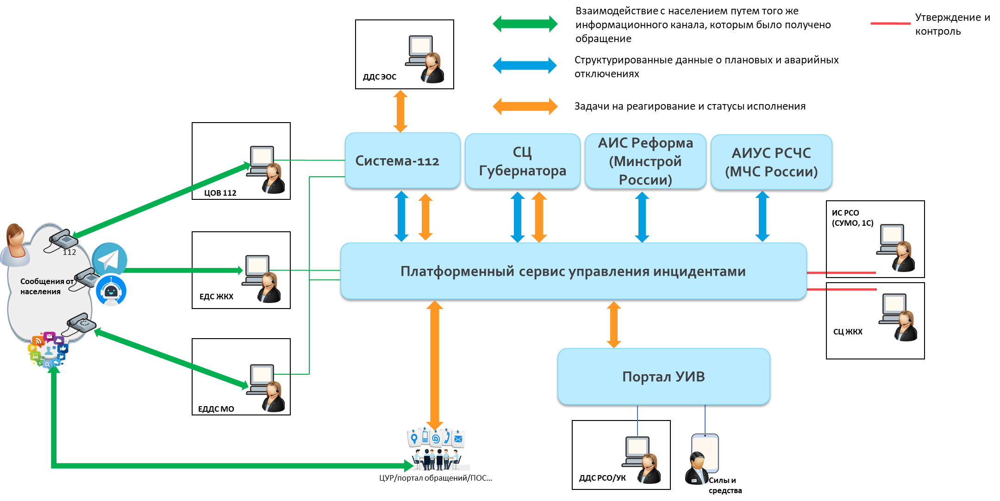 Взаимодействие с населением путем того же
информационного канала, которым было получено
обращение
Утверждение и
контроль
Структурированные данные о плановых и аварийных
отключениях
Задачи на реагирование и статусы исполнения
ДДС ЭОС
ЦОВ 112
Система-112
СЦ
Губернатора
АИС Реформа
(Минстрой
России)
АИУС РСЧС
(МЧС России)
ИС РСО
(СУМО, 1С)
112
Сообщения от
населения
ЕДС ЖКХ
Платформенный сервис управления инцидентами
СЦ ЖКХ
ЕДДС МО
Портал УИВ
ЦУР/портал обращений/ПОС...
ДДС РСО/УК
Силы и
средства